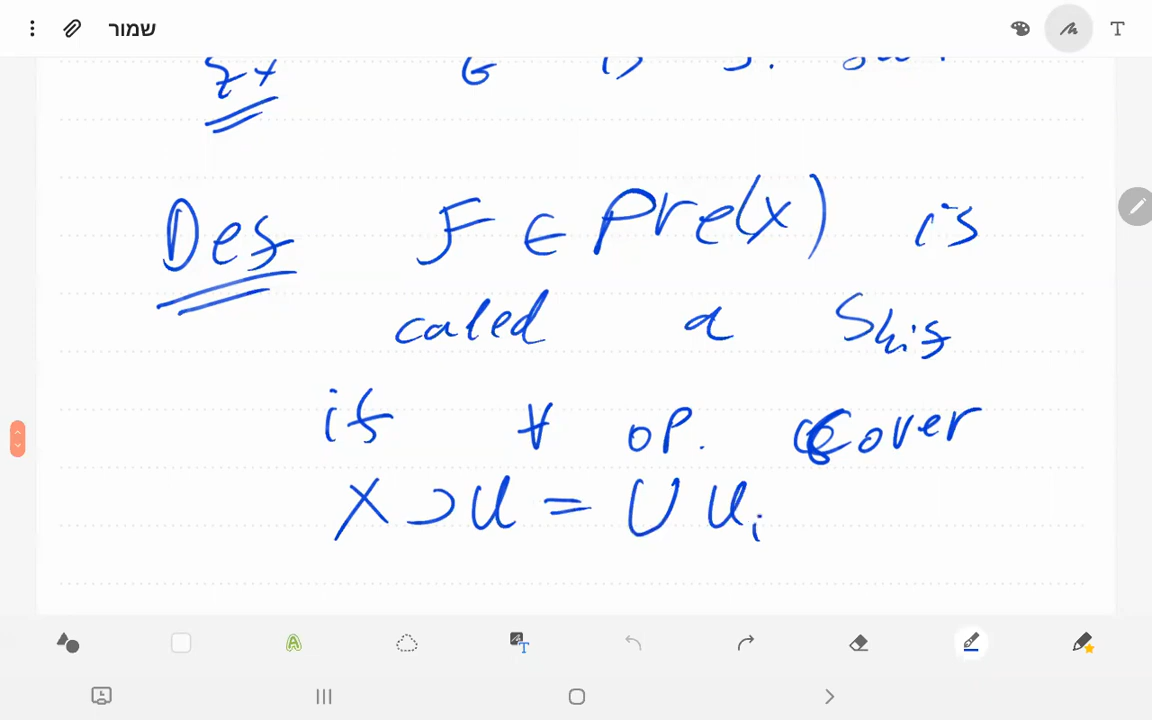 שמור
T
Def F ∈ Pre(X) is
caled a Shif
if ∀ op. cover
X ⊃ U = ∪ Uᵢ